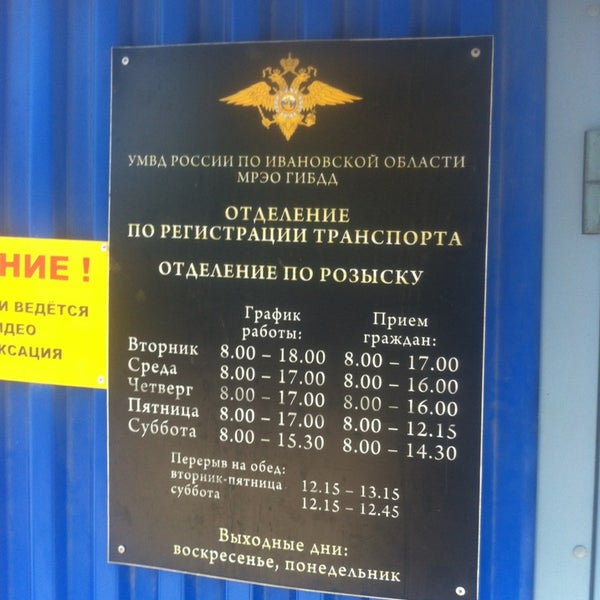 УМВД РОССИИ ПО ИВАНОВСКОЙ ОБЛАСТИ
МРЭО ГИБДД
ОТДЕЛЕНИЕ
ПО РЕГИСТРАЦИИ ТРАНСПОРТА
ОТДЕЛЕНИЕ ПО РОЗЫСКУ
График работы: Прием граждан:
Вторник 8.00 – 18.00 8.00 – 17.00
Среда 8.00 – 17.00 8.00 – 16.00
Четверг 8.00 – 17.00 8.00 – 16.00
Пятница 8.00 – 17.00 8.00 – 12.15
Суббота 8.00 – 15.30 8.00 – 14.30
Перерыв на обед:
вторник-пятница 12.15 – 13.15
суббота 12.15 – 12.45
Выходные дни:
воскресенье, понедельник
НИЕ !
И ВЕДЁТСЯ
ИДЕО
КСАЦИЯ